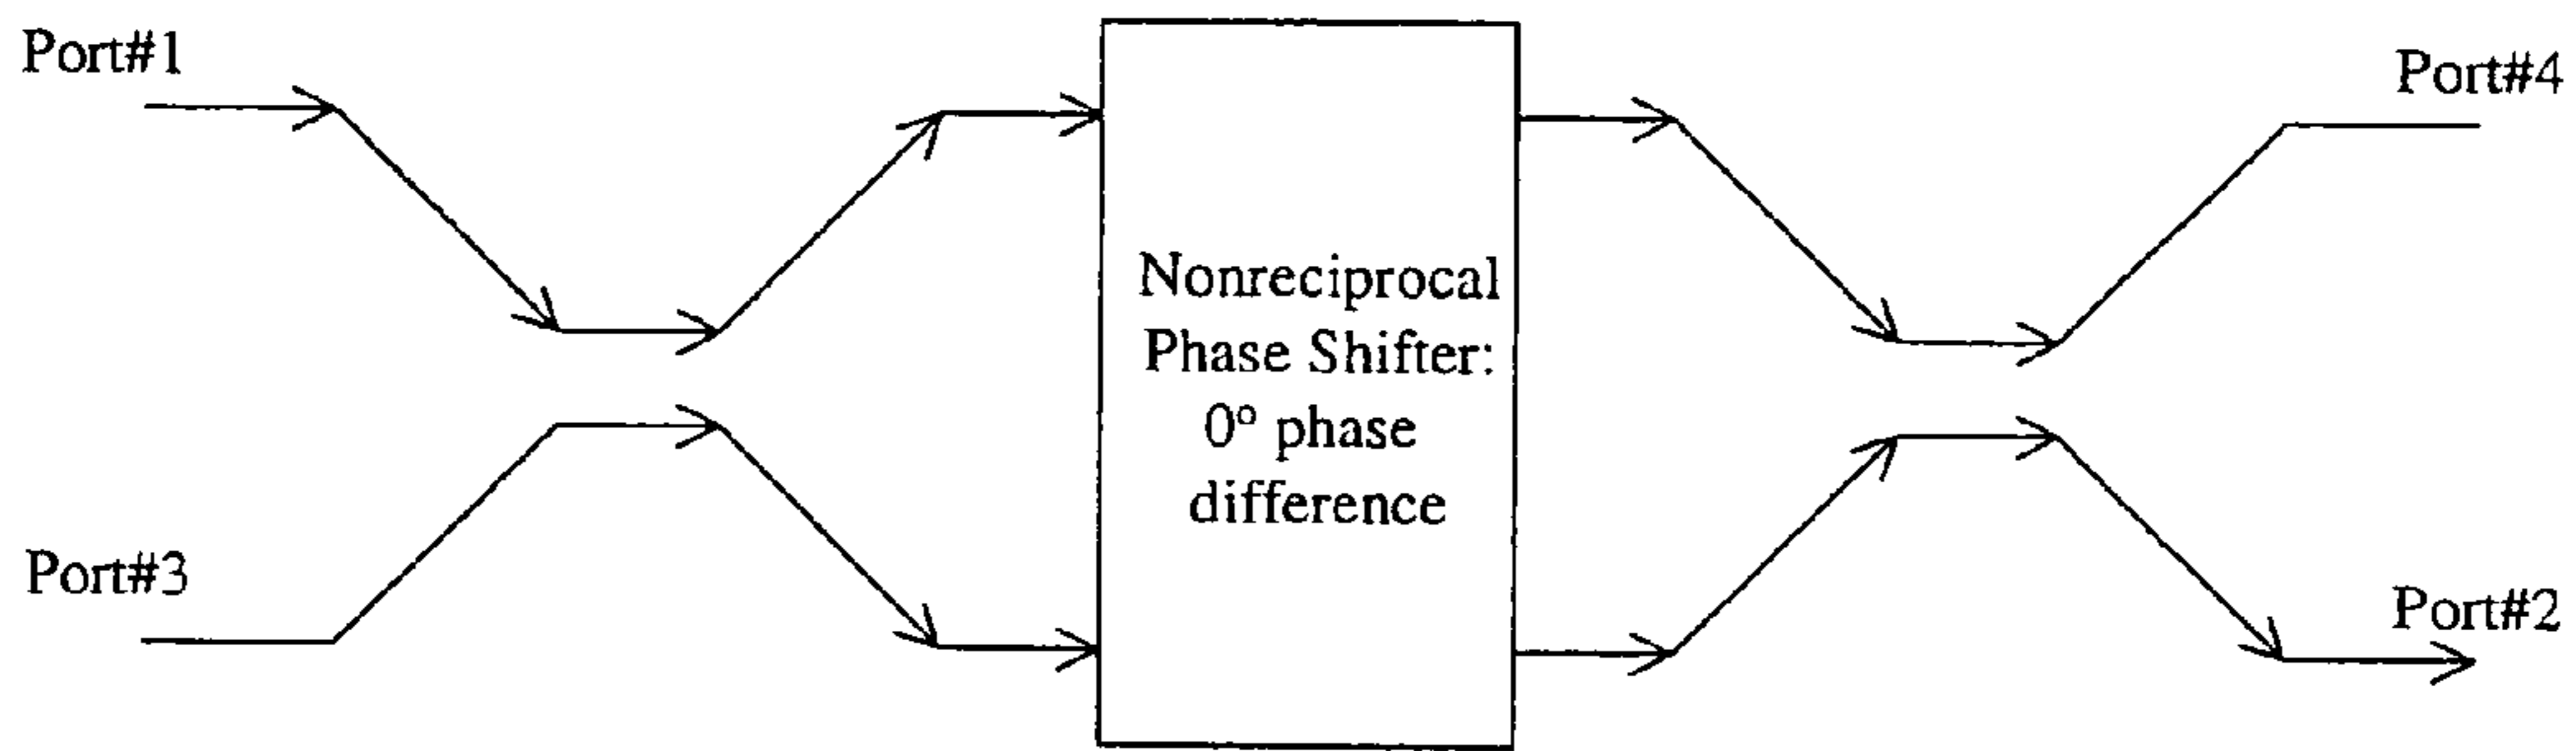 Port#1
Port#4
Nonreciprocal
Phase Shifter:
0° phase
difference
Port#3
Port#2